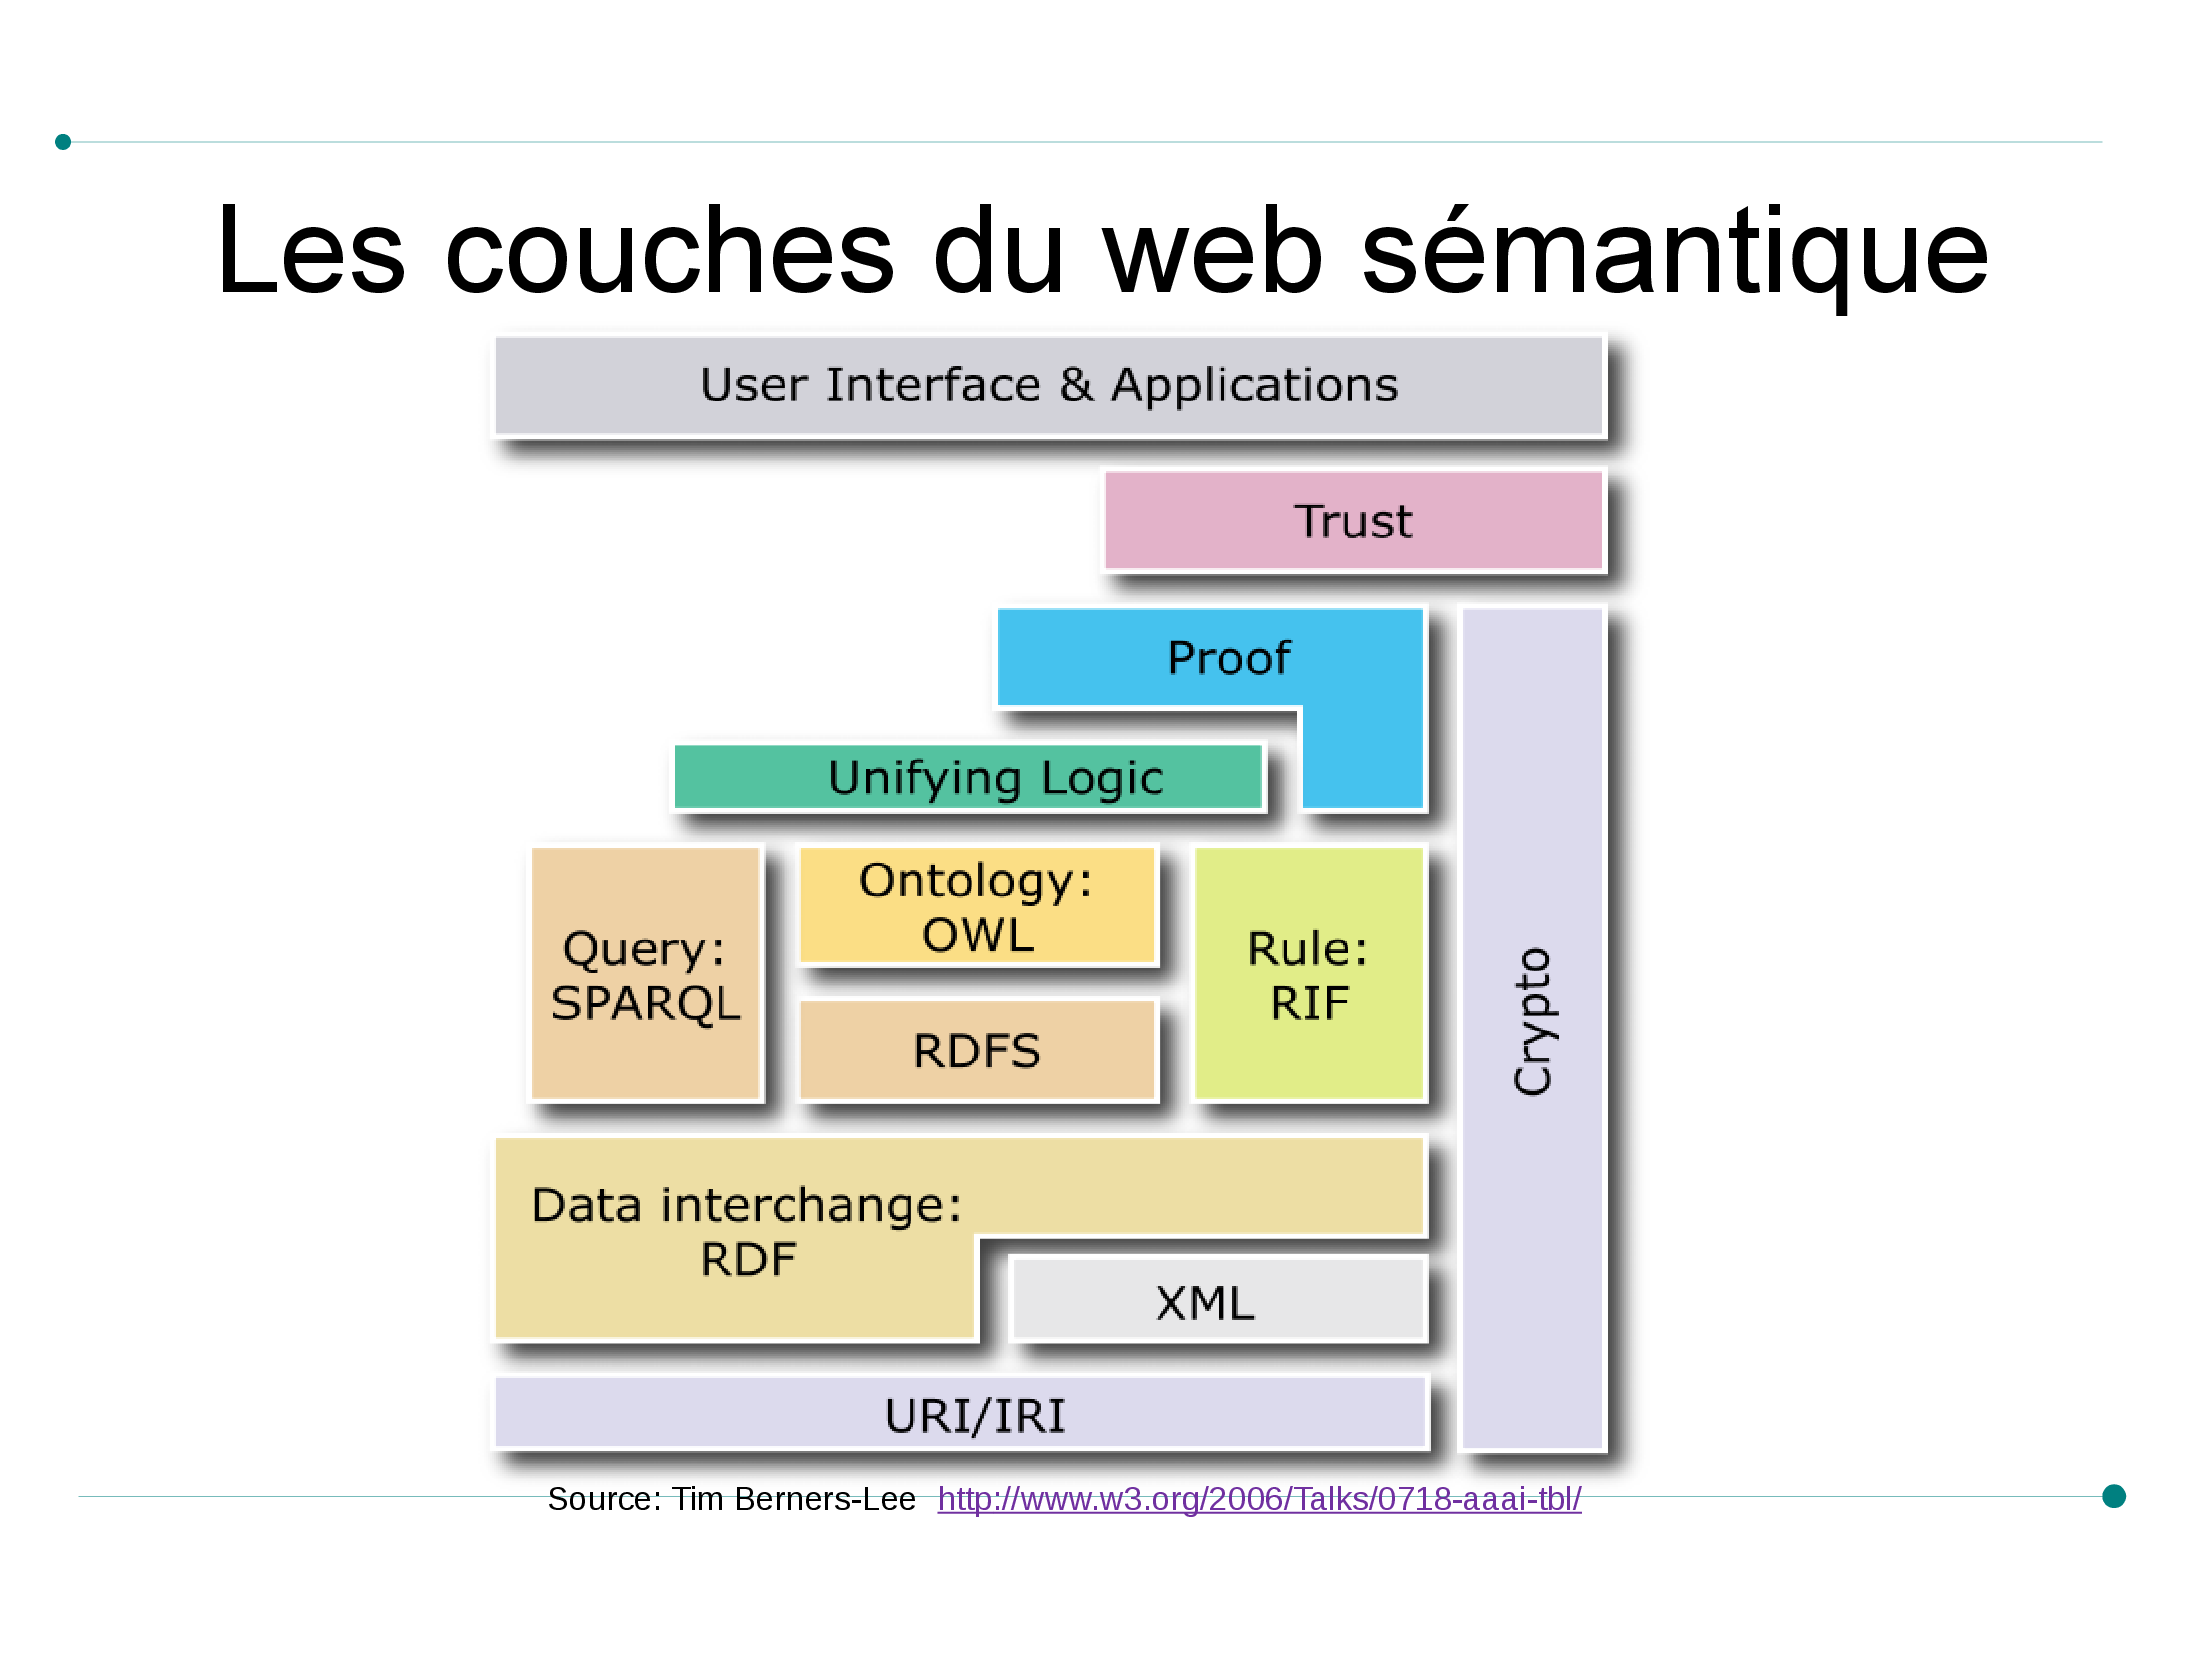 Les couches du web sémantique
User Interface & Applications
Trust
Proof
Unifying Logic
Query:
SPARQL
Ontology:
OWL
RDFS
Rule:
RIF
Crypto
Data interchange:
RDF
XML
URI/IRI
Source: Tim Berners-Lee http://www.w3.org/2006/Talks/0718-aaai-tbl/